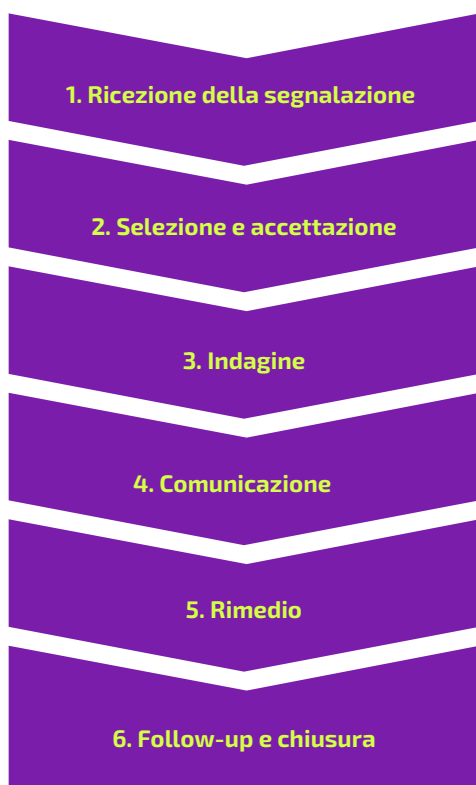 1. Ricezione della segnalazione
2. Selezione e accettazione
3. Indagine
4. Comunicazione
5. Rimedio
6. Follow-up e chiusura